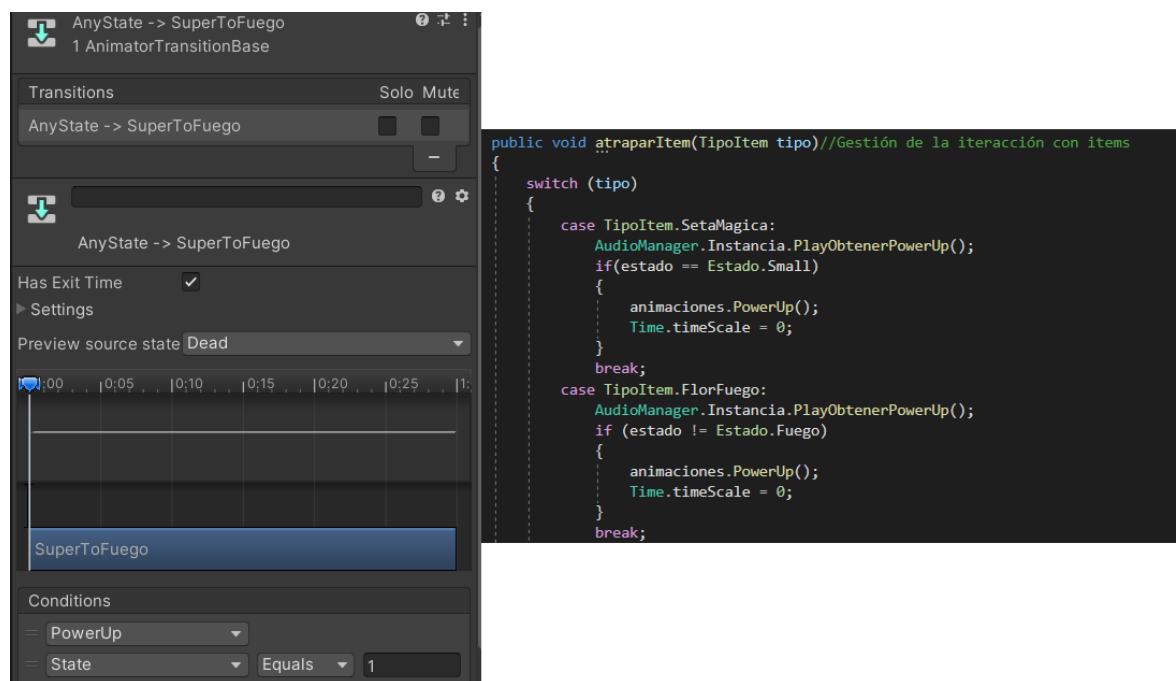 AnyState -> SuperToFuego
1 AnimatorTransitionBase
Transitions Solo Mute
AnyState -> SuperToFuego
AnyState -> SuperToFuego
Has Exit Time
Settings
Preview source state Dead
0:05 0:10 0:15 0:20 0:25
SuperToFuego
Conditions
PowerUp
State Equals 1
public void atraparItem(TipoItem tipo)//Gestión de la iteracción con items
{
switch (tipo)
{
case TipoItem.SetaMagica:
AudioManager.Instancia.PlayObtenerPowerUp();
if(estado == Estado.Small)
{
animaciones.PowerUp();
Time.timeScale = 0;
}
break;
case TipoItem.FlorFuego:
AudioManager.Instancia.PlayObtenerPowerUp();
if (estado != Estado.Fuego)
{
animaciones.PowerUp();
Time.timeScale = 0;
}
break;